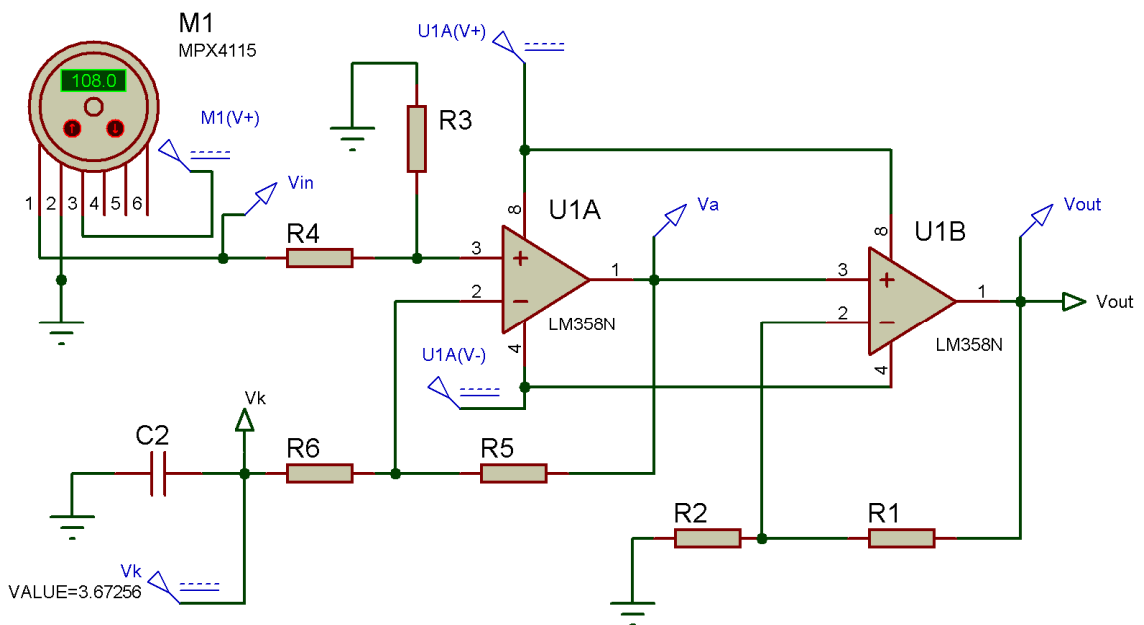 M1
MPX4115
108.0
M1(V+)
1 2 3 4 5 6
Vin
R4
R3
U1A(V+)
8
U1A
3
2
1
4
LM358N
U1A(V-)
Va
8
U1B
3
2
1
4
LM358N
Vout
Vout
Vk
C2
R6
R5
R2
R1
Vk
VALUE=3.67256